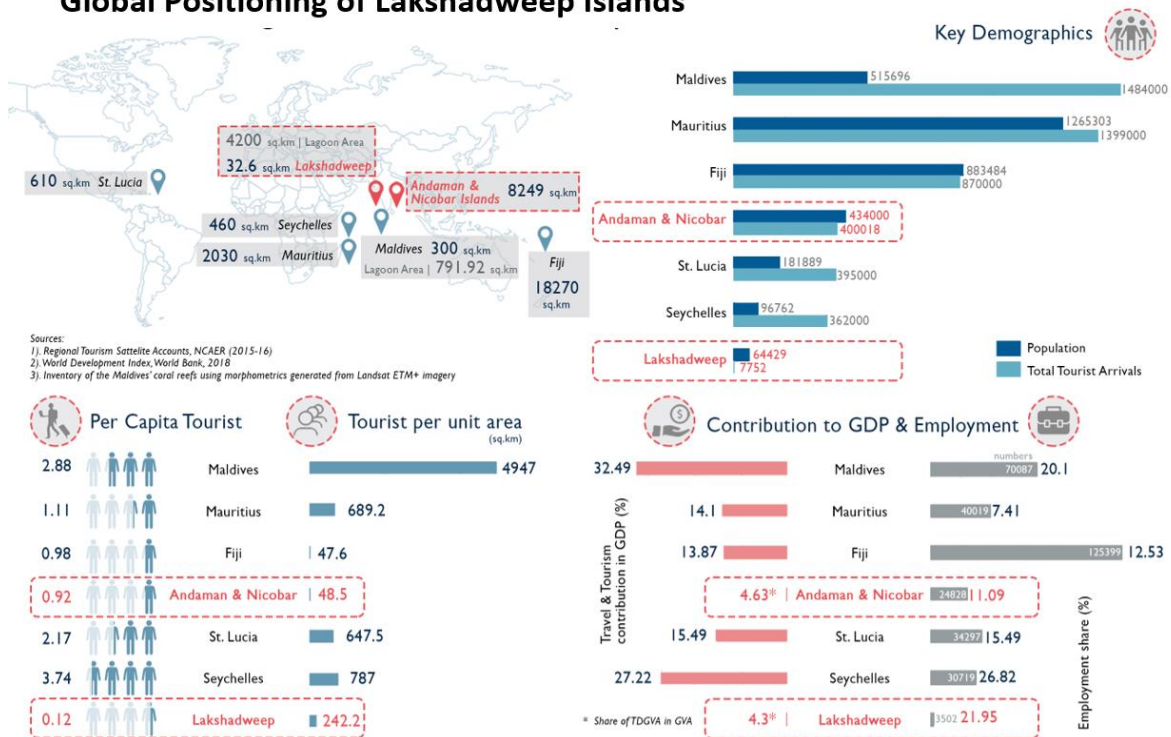 Global Positioning of Lakshadweep Islands
Key Demographics
4200 sq.km | Lagoon Area
32.6 sq.km Lakshadweep
610 sq.km St. Lucia
Andaman & Nicobar Islands 8249 sq.km
460 sq.km Seychelles
2030 sq.km Mauritius
Maldives 300 sq.km
Lagoon Area | 791.92 sq.km
Fiji
18270
sq.km
Maldives 515696
1484000
Mauritius 1265303
1399000
Fiji 883484
870000
Andaman & Nicobar 434000
400018
St. Lucia 181889
395000
Seychelles 96762
362000
Lakshadweep 64429
7752
Population
Total Tourist Arrivals
Sources:
1). Regional Tourism Sattelite Accounts, NCAER (2015-16)
2). World Development Index, World Bank, 2018
3). Inventory of the Maldives' coral reefs using morphometrics generated from Landsat ETM+ imagery
Per Capita Tourist
Tourist per unit area
(sq.km)
2.88 Maldives 4947
1.11 Mauritius 689.2
0.98 Fiji 47.6
0.92 Andaman & Nicobar 48.5
2.17 St. Lucia 647.5
3.74 Seychelles 787
0.12 Lakshadweep 242.2
Contribution to GDP & Employment
numbers
32.49 Maldives 70087 20.1
14.1 Mauritius 40019 7.41
13.87 Fiji 125399 12.53
4.63* Andaman & Nicobar 24828 11.09
15.49 St. Lucia 34297 15.49
27.22 Seychelles 30719 26.82
4.3* Lakshadweep 3502 21.95
Travel & Tourism
contribution in GDP (%)
Employment share (%)
* Share of TDGVA in GVA